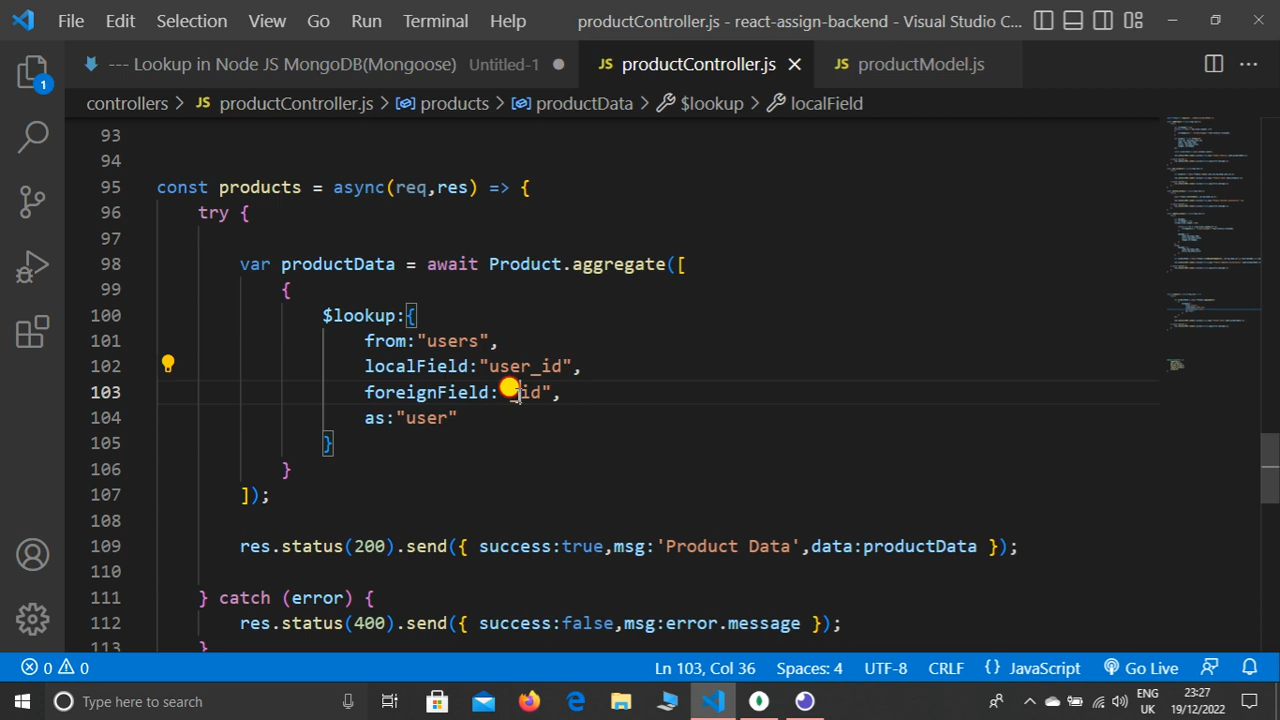 File Edit Selection View Go Run Terminal Help productController.js - react-assign-backend - Visual Studio C...
--- Lookup in Node JS MongoDB(Mongoose) Untitled-1 JS productController.js JS productModel.js
controllers > JS productController.js > products > productData > $lookup > localField
1
93
94
95 const products = async(req,res) => {
96 try {
97
98 var productData = await Product.aggregate([
99 {
100 $lookup:{
101 from:"users",
102 localField:"user_id",
103 foreignField: _id",
104 as:"user"
105 }
106 }
107 ]);
108
109 res.status(200).send({ success:true,msg:'Product Data',data:productData });
110
111 } catch (error) {
112 res.status(400).send({ success:false,msg:error.message });
113 }
0 0 Ln 103, Col 36 Spaces: 4 UTF-8 CRLF {} JavaScript Go Live
Type here to search ENG UK 23:27 19/12/2022